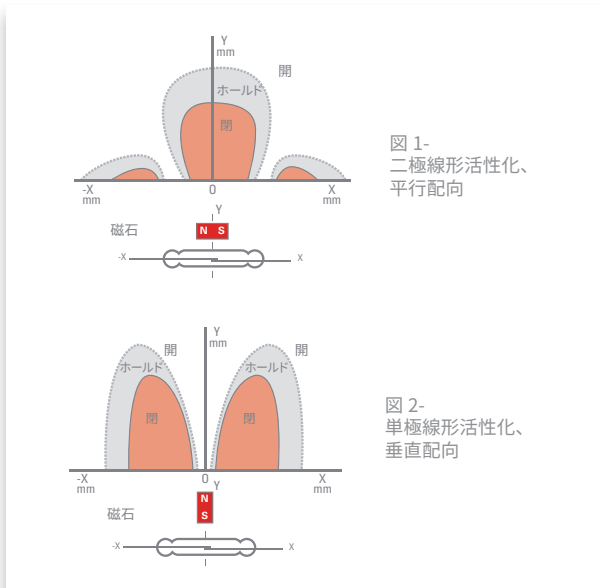 Y
mm
開
ホールド
閉
-X
mm
0
X
mm
図 1-
二極線形活性化、
平行配向
Y
磁石
N S
-X
X
Y
mm
開
開
ホールド
ホールド
閉
閉
-X
mm
0
X
mm
図 2-
単極線形活性化、
垂直配向
Y
磁石
N
S
-X
X